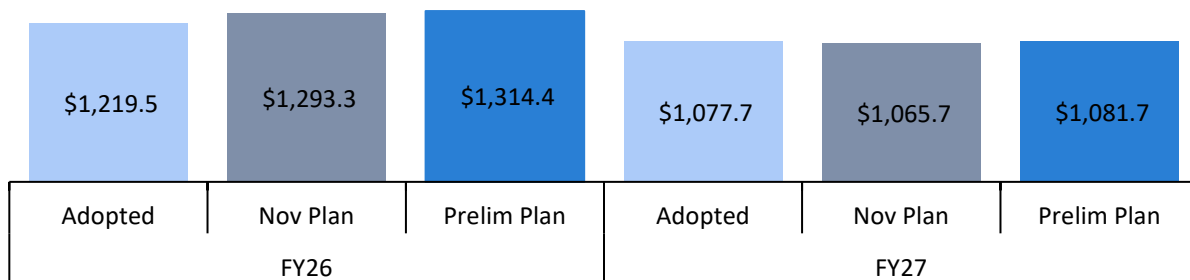 $1,219.5 $1,293.3 $1,314.4 $1,077.7 $1,065.7 $1,081.7
Adopted Nov Plan Prelim Plan Adopted Nov Plan Prelim Plan
FY26 FY27